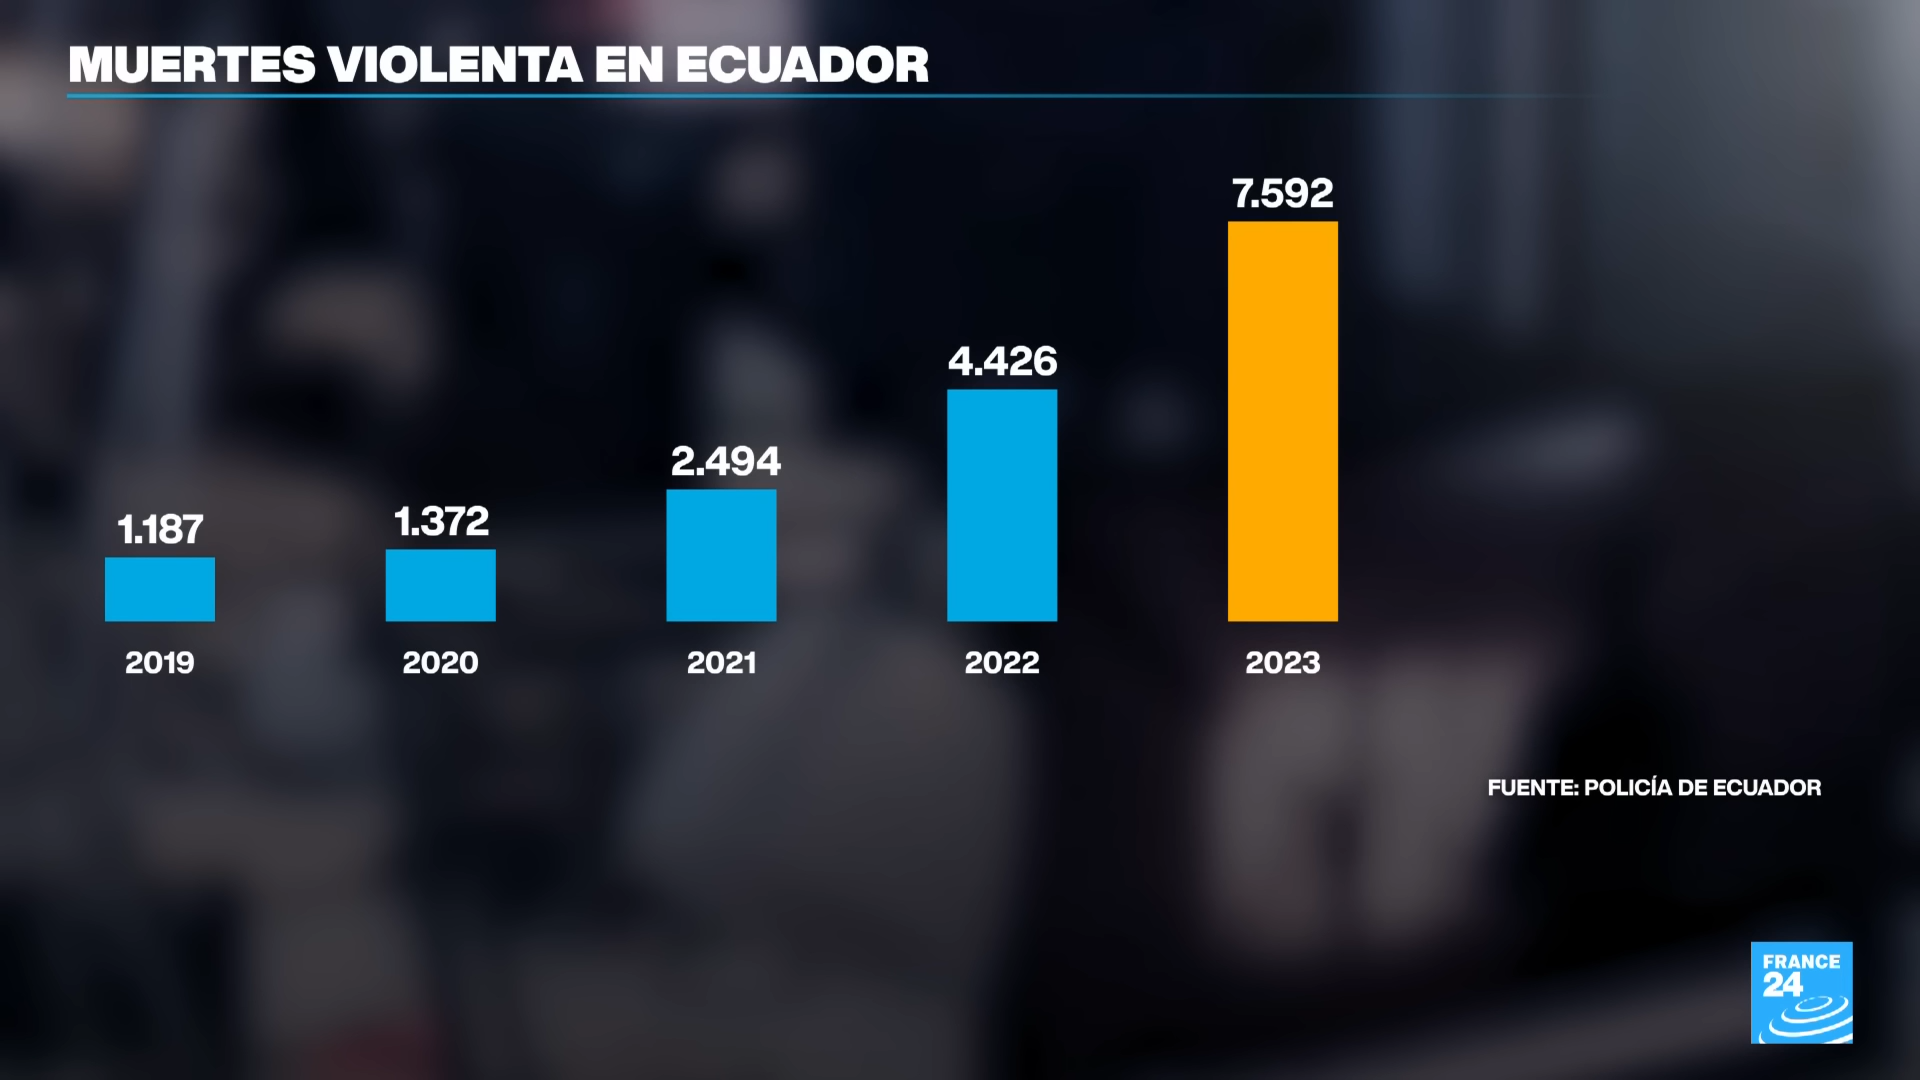 MUERTES VIOLENTA EN ECUADOR
7.592
4.426
2.494
1.372
1.187
2019 2020 2021 2022 2023
FUENTE: POLICÍA DE ECUADOR
FRANCE
24